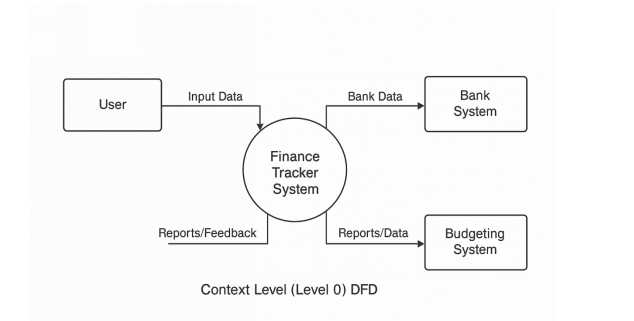 User
Input Data
Bank Data
Bank
System
Finance
Tracker
System
Reports/Feedback
Reports/Data
Budgeting
System
Context Level (Level 0) DFD